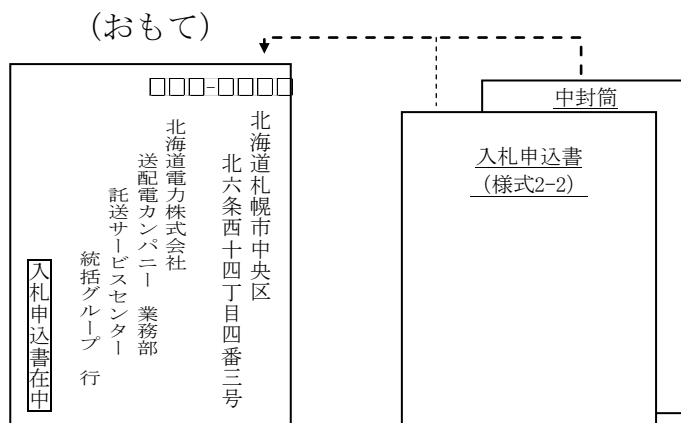 (おもて)
□□□-□□□□
北海道札幌市中央区
北六条西十四丁目四番三号
北海道電力株式会社
送配電カンパニー 業務部
託送サービスセンター
統括グループ 行
入札申込書在中
中封筒
入札申込書
(様式2-2)